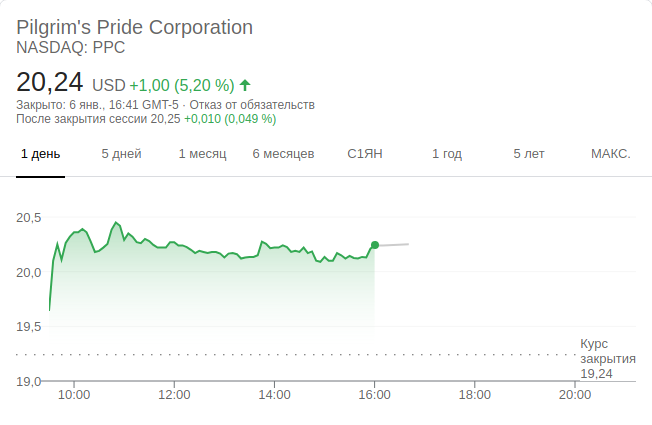 Pilgrim's Pride Corporation
NASDAQ: PPC
20,24 USD +1,00 (5,20 %)
Закрыто: 6 янв., 16:41 GMT-5 · Отказ от обязательств
После закрытия сессии 20,25 +0,010 (0,049 %)
1 день 5 дней 1 месяц 6 месяцев С1ЯН 1 год 5 лет МАКС.
20,5
20,0
19,5
Курс
закрытия
19,24
19,0
10:00 12:00 14:00 16:00 18:00 20:00